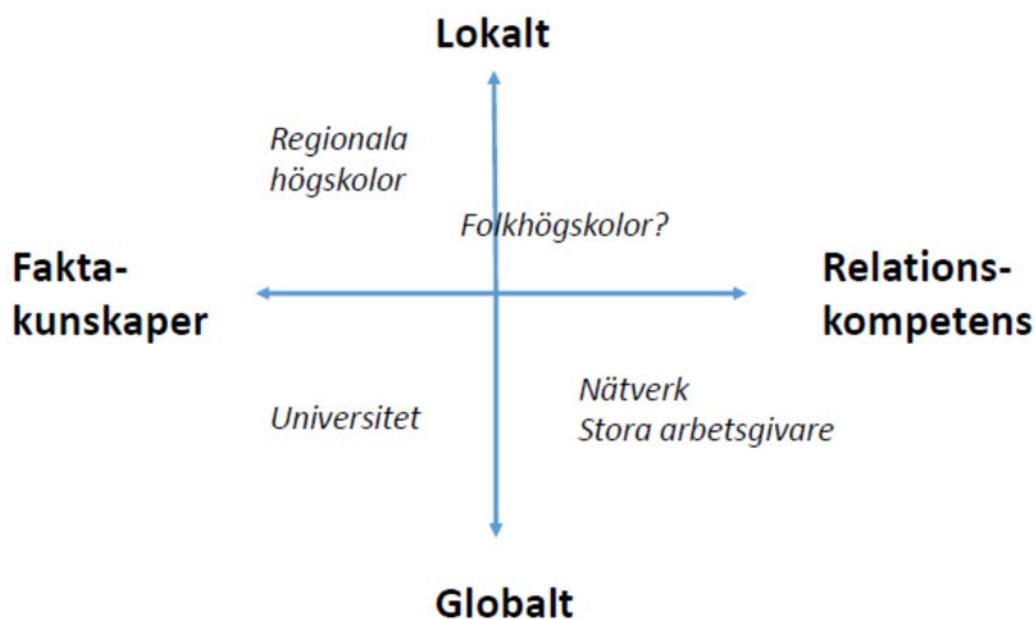 Lokalt
Regionala
högskolor
Folkhögskolor?
Fakta-
kunskaper
Relations-
kompetens
Universitet
Nätverk
Stora arbetsgivare
Globalt